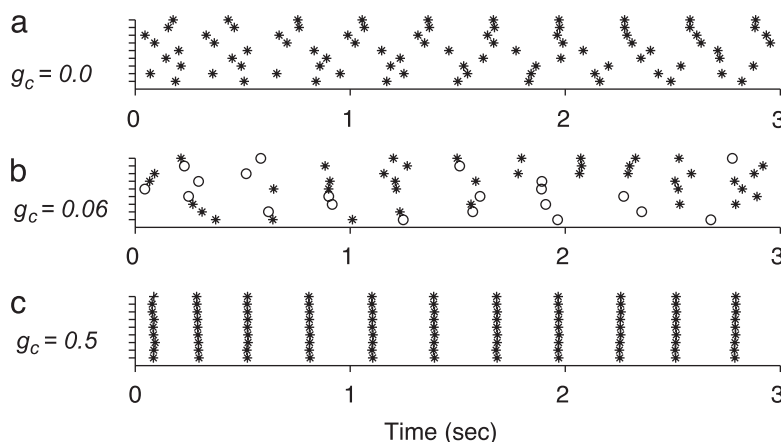 a
g_c = 0.0
0 1 2 3
b
g_c = 0.06
0 1 2 3
c
g_c = 0.5
0 1 2 3
Time (sec)